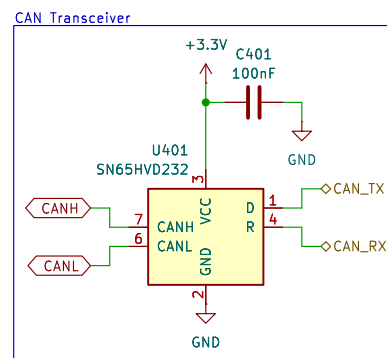 CAN Transceiver
+3.3V
C401
100nF
GND
U401
SN65HVD232
3
VCC
CANH
7
CANH
D
1
CAN_TX
6
CANL
R
4
CANL
GND
CAN_RX
2
GND